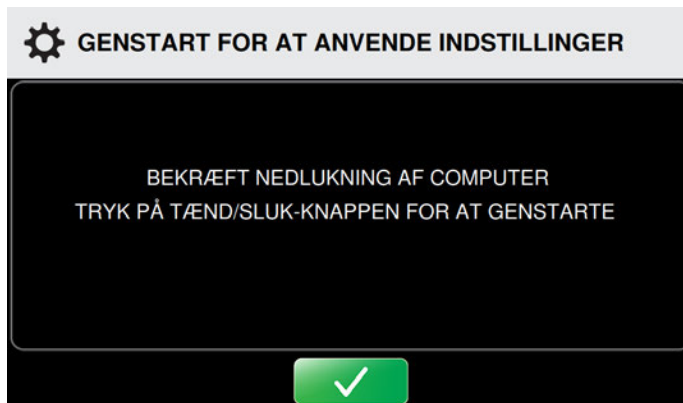 GENSTART FOR AT ANVENDE INDSTILLINGER
BEKRÆFT NEDLUKNING AF COMPUTER
TRYK PÅ TÆND/SLUK-KNAPPEN FOR AT GENSTARTE